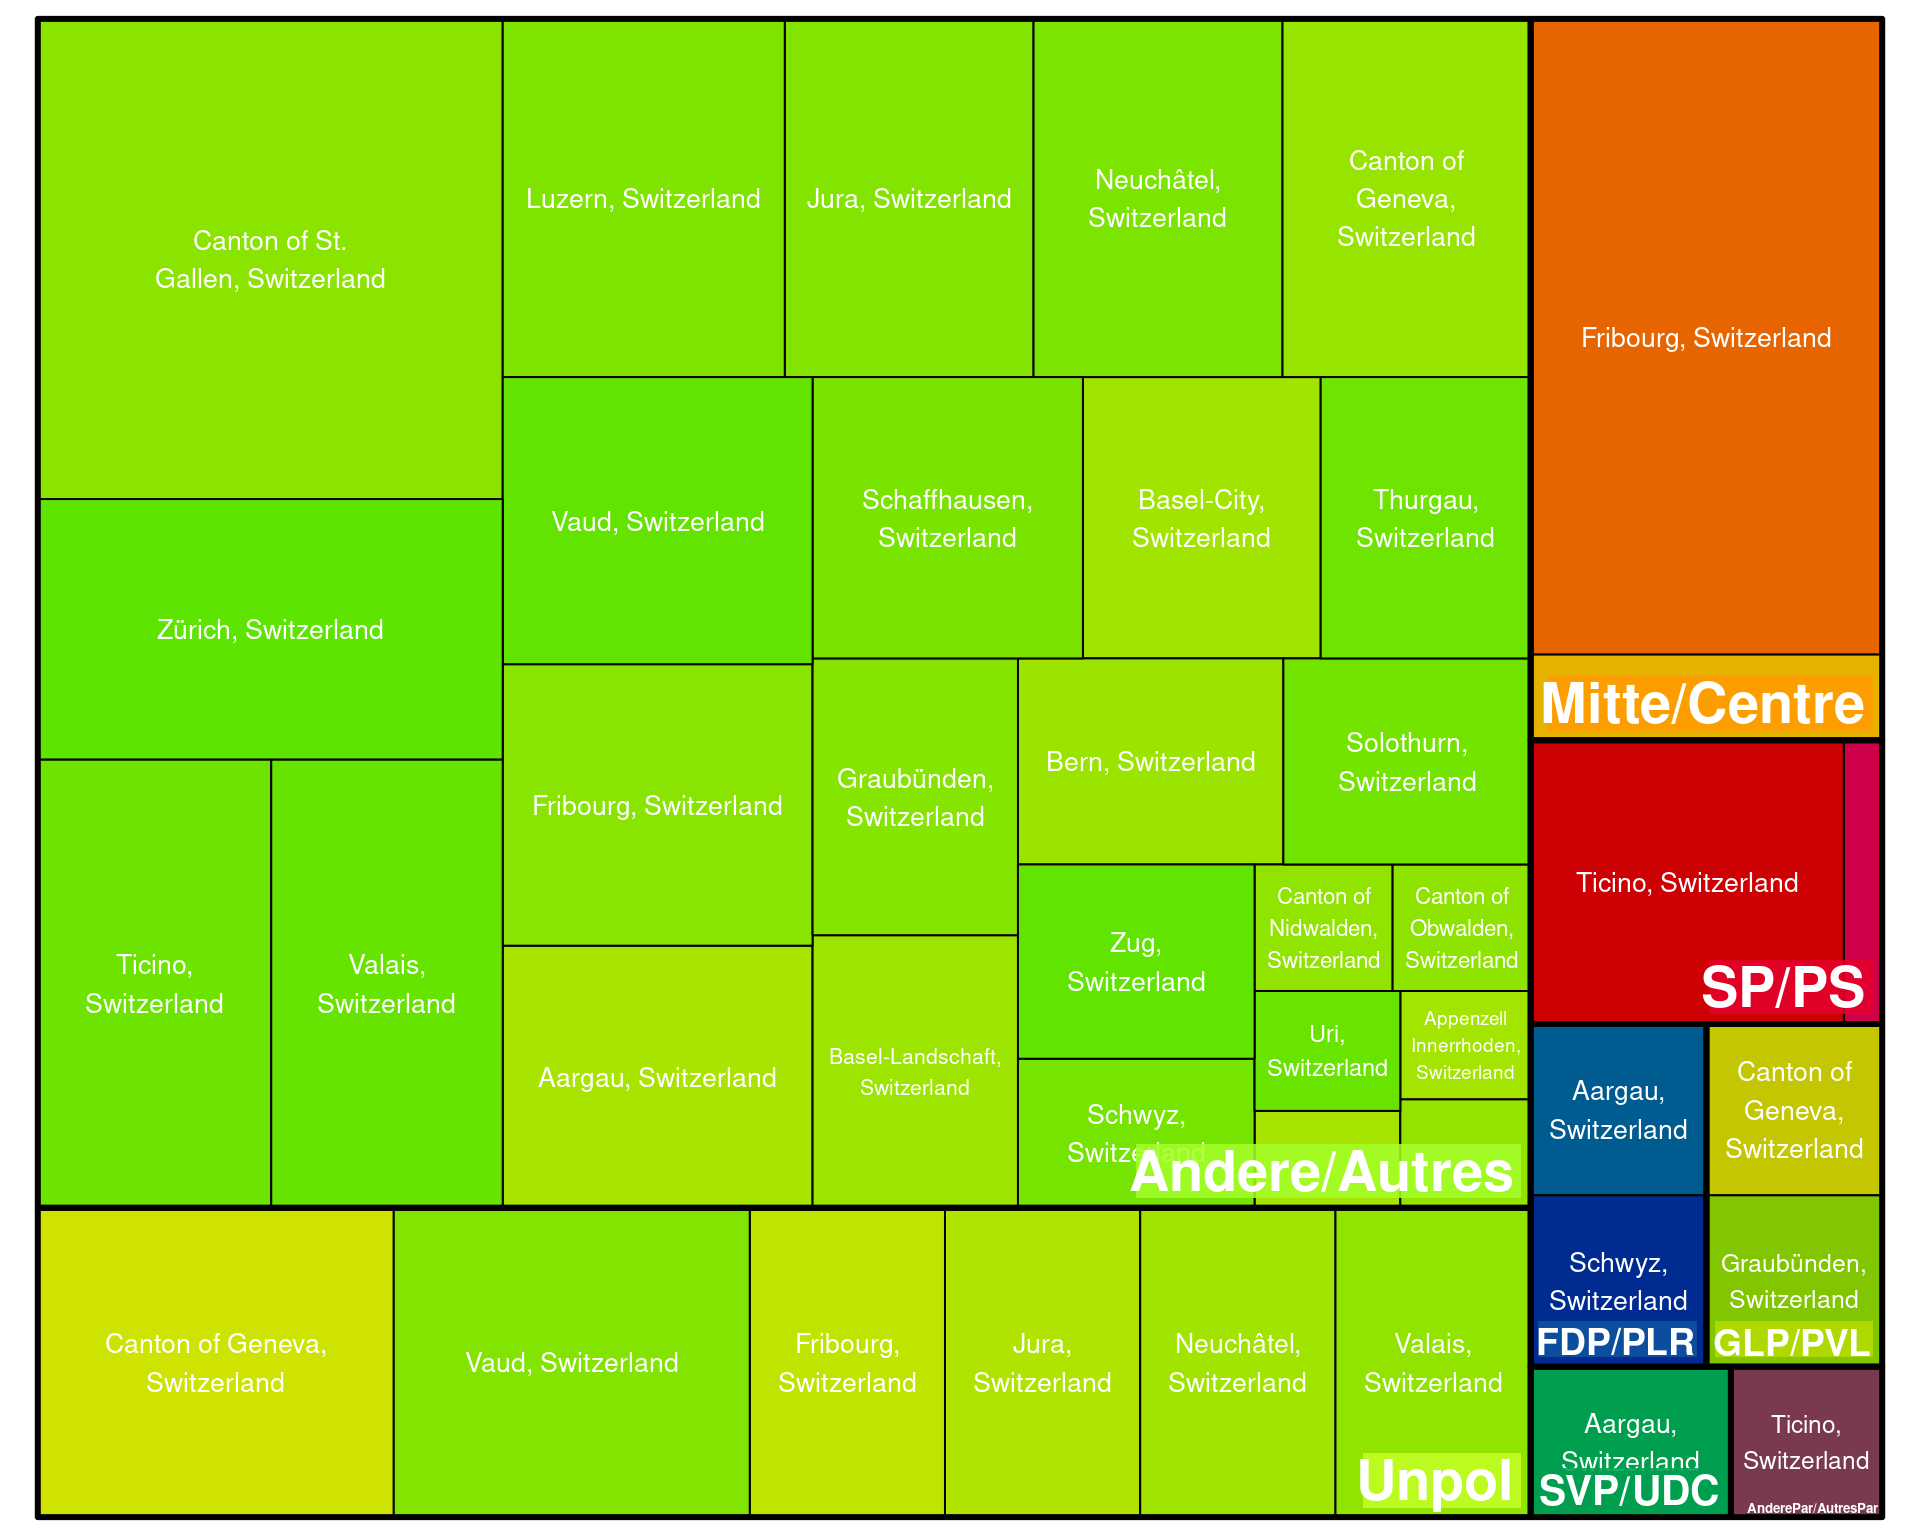 Canton of St.
Gallen, Switzerland
Luzern, Switzerland
Jura, Switzerland
Neuchâtel,
Switzerland
Canton of
Geneva,
Switzerland
Fribourg, Switzerland
Zürich, Switzerland
Vaud, Switzerland
Schaffhausen,
Switzerland
Basel-City,
Switzerland
Thurgau,
Switzerland
Mitte/Centre
Ticino,
Switzerland
Valais,
Switzerland
Fribourg, Switzerland
Graubünden,
Switzerland
Bern, Switzerland
Solothurn,
Switzerland
Ticino, Switzerland
SP/PS
Aargau, Switzerland
Basel-Landschaft,
Switzerland
Zug,
Switzerland
Canton of
Nidwalden,
Switzerland
Canton of
Obwalden,
Switzerland
Uri,
Switzerland
Appenzell
Innerrhoden,
Switzerland
Schwyz,
Switzerland
Andere/Autres
Aargau,
Switzerland
Canton of
Geneva,
Switzerland
Schwyz,
Switzerland
FDP/PLR
Graubünden,
Switzerland
GLP/PVL
Canton of Geneva,
Switzerland
Vaud, Switzerland
Fribourg,
Switzerland
Jura,
Switzerland
Neuchâtel,
Switzerland
Valais,
Switzerland
Unpol
Aargau,
Switzerland
SVP/UDC
Ticino,
Switzerland
AnderePar/AutresPar